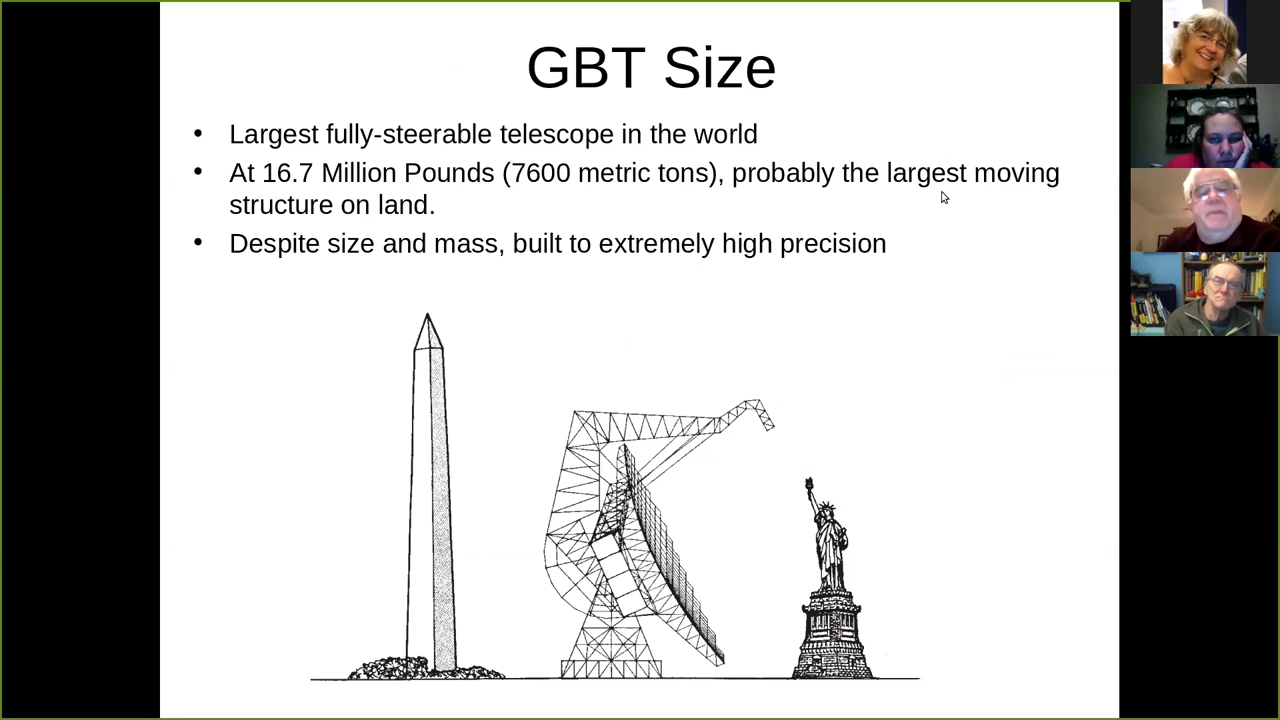 GBT Size
• Largest fully-steerable telescope in the world
• At 16.7 Million Pounds (7600 metric tons), probably the largest moving
structure on land.
• Despite size and mass, built to extremely high precision